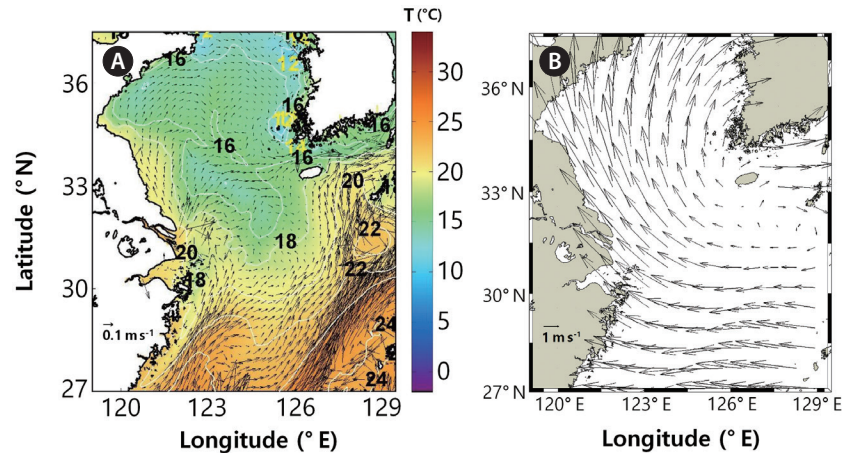 T (°C)
A
B
16
12
16
16
16
16
16
20
22
20
18
18
22
24
24
36
33
30
27
120
123
126
129
Latitude (° N)
Longitude (° E)
0.1 m s⁻¹
30
25
20
15
10
5
0
36° N
33° N
30° N
27° N
120° E
123° E
126° E
129° E
Longitude (° E)
1 m s⁻¹